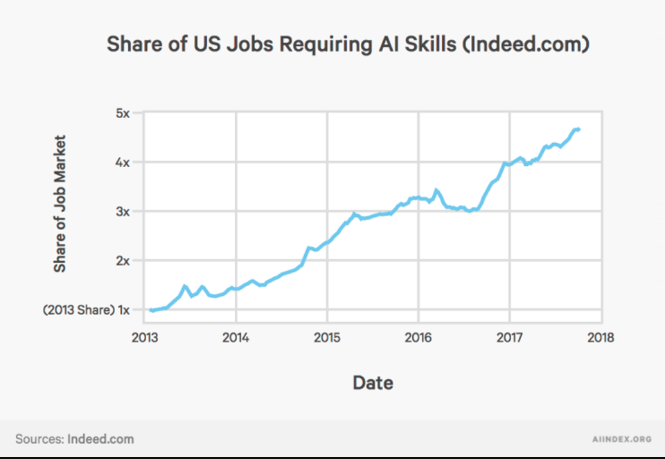 Share of US Jobs Requiring AI Skills (Indeed.com)
Share of Job Market
5x
4x
3x
2x
(2013 Share) 1x
2013 2014 2015 2016 2017 2018
Date
Sources: Indeed.com
AIINDEX.ORG